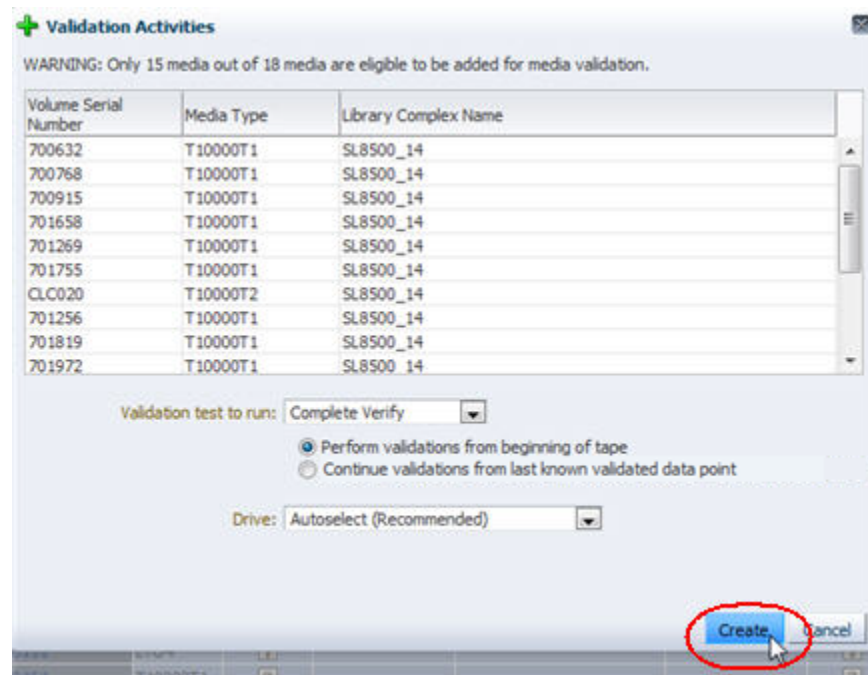 Validation Activities
WARNING: Only 15 media out of 18 media are eligible to be added for media validation.
Volume Serial Number Media Type Library Complex Name
700632 T10000T1 SL8500_14
700768 T10000T1 SL8500_14
700915 T10000T1 SL8500_14
701658 T10000T1 SL8500_14
701269 T10000T1 SL8500_14
701755 T10000T1 SL8500_14
CLC020 T10000T2 SL8500_14
701256 T10000T1 SL8500_14
701819 T10000T1 SL8500_14
701972 T10000T1 SL8500_14
Validation test to run: Complete Verify
Perform validations from beginning of tape
Continue validations from last known validated data point
Drive: Autoselect (Recommended)
Create Cancel